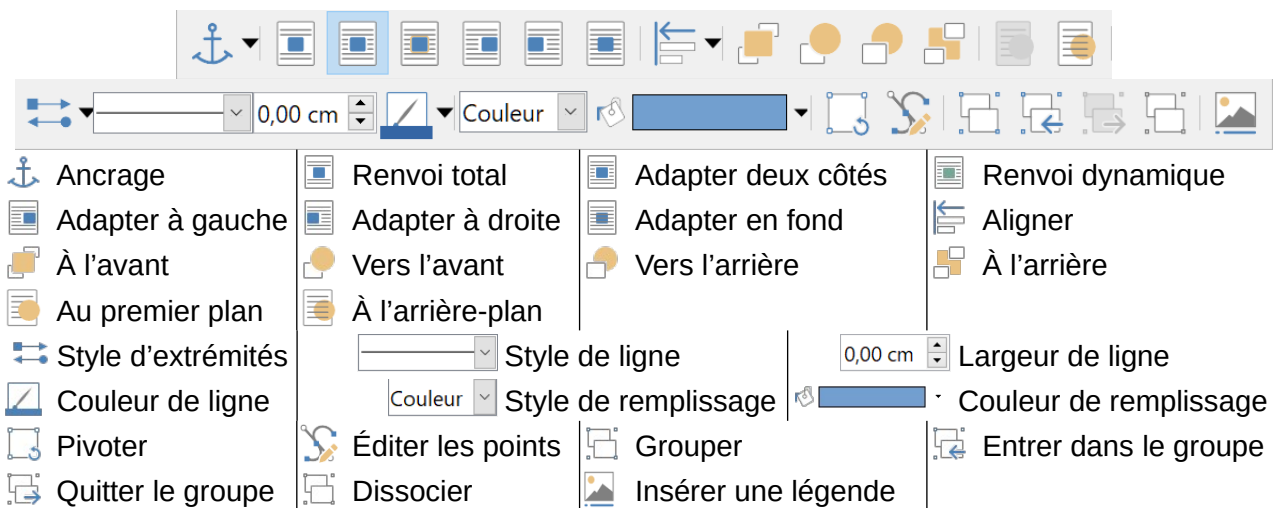 0,00 cm Couleur
Ancrage Renvoi total Adapter deux côtés Renvoi dynamique
Adapter à gauche Adapter à droite Adapter en fond Aligner
À l’avant Vers l’avant Vers l’arrière À l’arrière
Au premier plan À l’arrière-plan
Style d’extrémités Style de ligne 0,00 cm Largeur de ligne
Couleur de ligne Couleur Style de remplissage Couleur de remplissage
Pivoter Éditer les points Grouper Entrer dans le groupe
Quitter le groupe Dissocier Insérer une légende